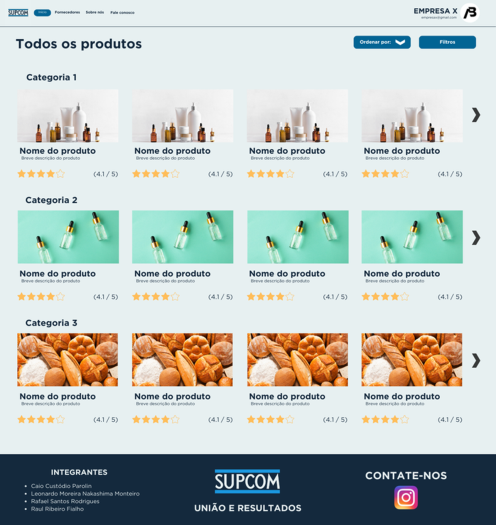 SUPCOM
Início Fornecedores Sobre nós Fale conosco
EMPRESA X
empresax@gmail.com
Todos os produtos
Ordenar por:
Filtros
Categoria 1
Nome do produto Nome do produto Nome do produto Nome do produto
Breve descrição do produto Breve descrição do produto Breve descrição do produto Breve descrição do produto
(4.1 / 5) (4.1 / 5) (4.1 / 5) (4.1 / 5)
Categoria 2
Nome do produto Nome do produto Nome do produto Nome do produto
Breve descrição do produto Breve descrição do produto Breve descrição do produto Breve descrição do produto
(4.1 / 5) (4.1 / 5) (4.1 / 5) (4.1 / 5)
Categoria 3
Nome do produto Nome do produto Nome do produto Nome do produto
Breve descrição do produto Breve descrição do produto Breve descrição do produto Breve descrição do produto
(4.1 / 5) (4.1 / 5) (4.1 / 5) (4.1 / 5)
INTEGRANTES
Caio Custódio Parolin
Leonardo Moreira Nakashima Monteiro
Rafael Santos Rodrigues
Raul Ribeiro Fialho
SUPCOM
UNIÃO E RESULTADOS
CONTATE-NOS